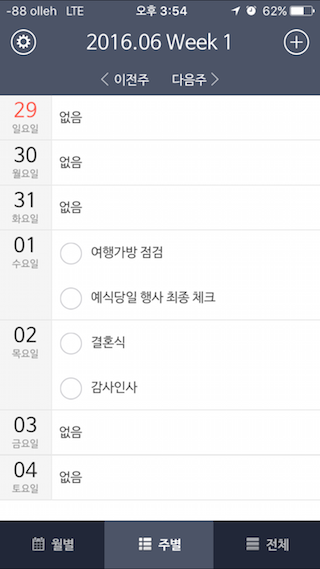 -88 olleh LTE 오후 3:54 62%
2016.06 Week 1
이전주 다음주
29 일요일 없음
30 월요일 없음
31 화요일 없음
01 수요일 여행가방 점검
예식당일 행사 최종 체크
02 목요일 결혼식
감사인사
03 금요일 없음
04 토요일 없음
월별 주별 전체